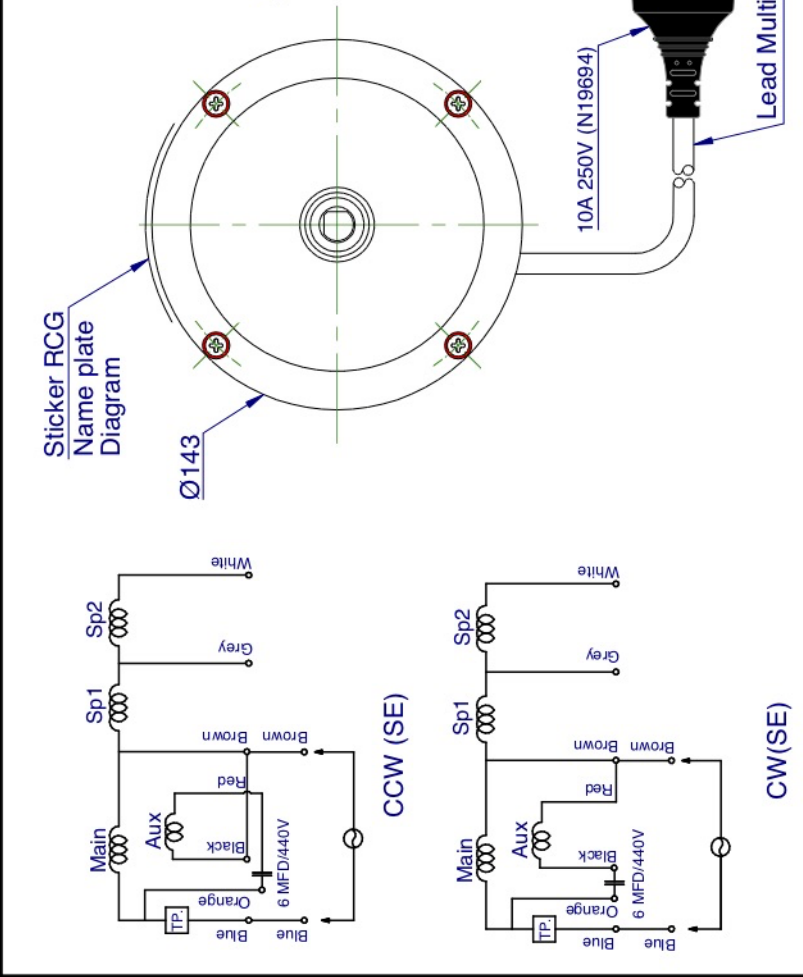 Sticker RCG
Name plate
Diagram
Ø143
10A 250V (N19694)
Lead Multi
Main
Sp1
Sp2
Aux
TP.
Blue
Blue
Orange
Black
Red
Brown
Brown
Grey
White
6 MFD/440V
CCW (SE)
Main
Sp1
Sp2
Aux
TP.
Blue
Blue
Orange
Black
Red
Brown
Brown
Grey
White
6 MFD/440V
CW(SE)